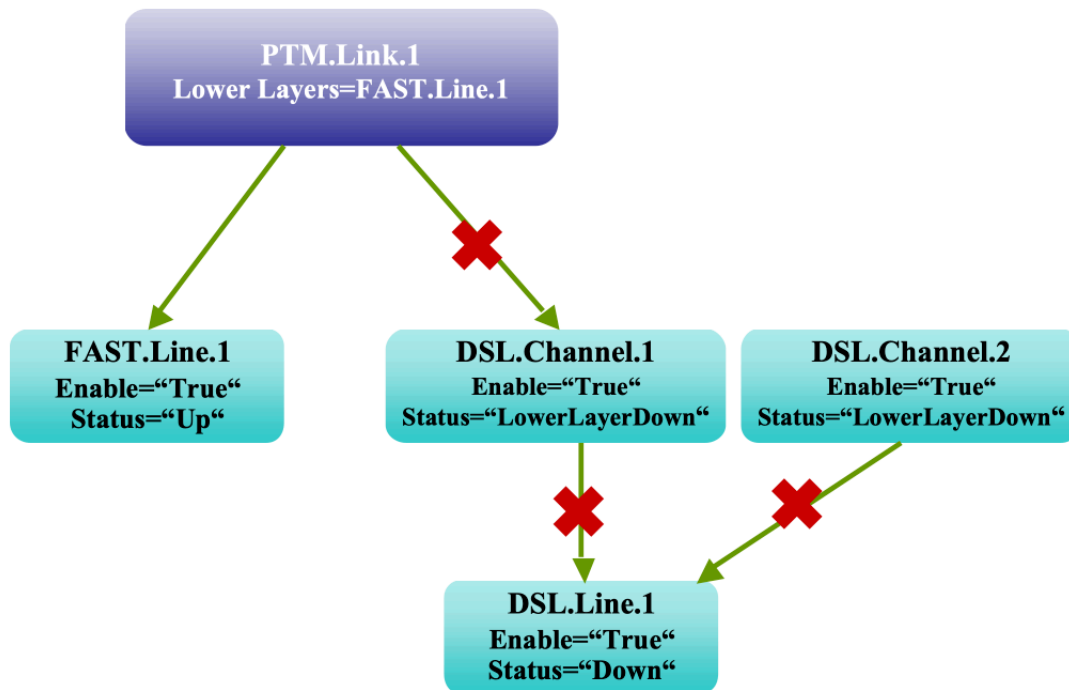 PTM.Link.1
Lower Layers=FAST.Line.1
FAST.Line.1
Enable=“True“
Status=“Up“
DSL.Channel.1
Enable=“True“
Status=“LowerLayerDown“
DSL.Channel.2
Enable=“True“
Status=“LowerLayerDown“
DSL.Line.1
Enable=“True“
Status=“Down“